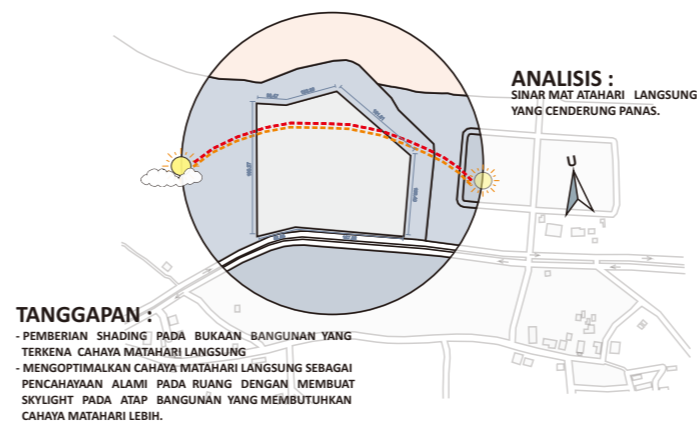 ANALISIS :
SINAR MAT ATAHARI LANGSUNG
YANG CENDERUNG PANAS.
U
TANGGAPAN :
- PEMBERIAN SHADING PADA BUKAAN BANGUNAN YANG
TERKENA CAHAYA MATAHARI LANGSUNG
- MENGOPTIMALKAN CAHAYA MATAHARI LANGSUNG SEBAGAI
PENCAHAYAAN ALAMI PADA RUANG DENGAN MEMBUAT
SKYLIGHT PADA ATAP BANGUNAN YANG MEMBUTUHKAN
CAHAYA MATAHARI LEBIH.